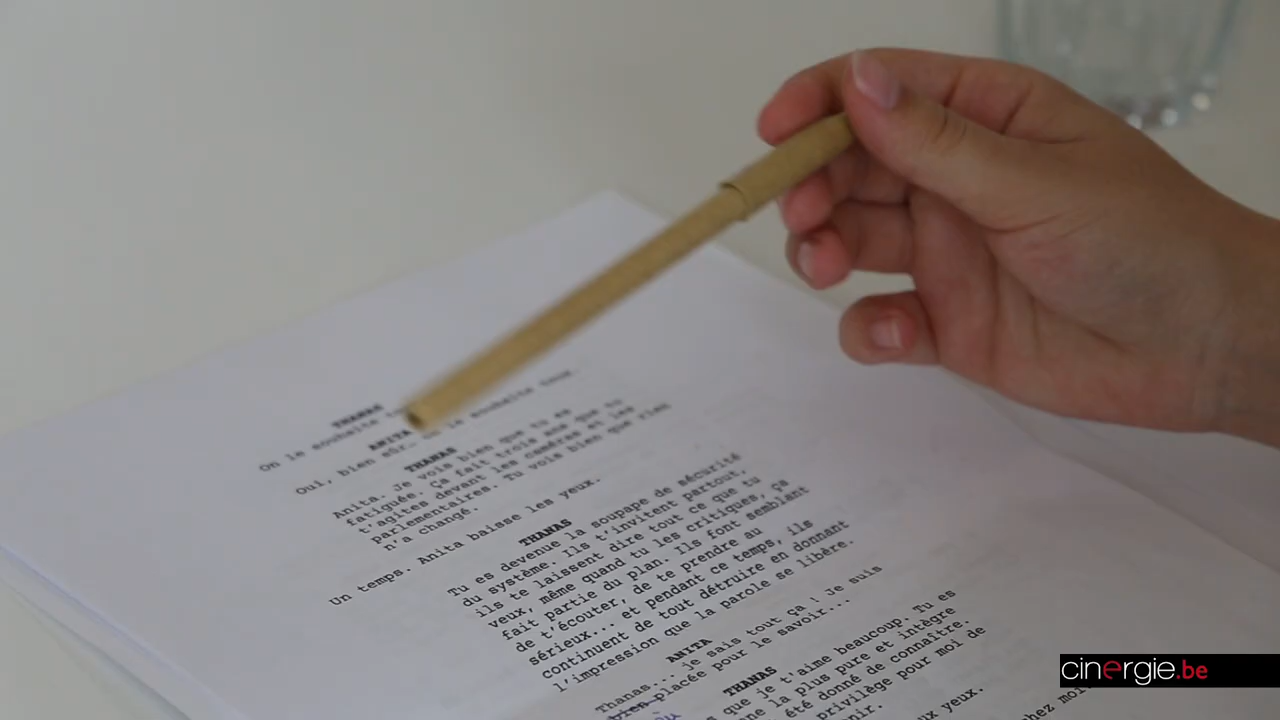 THANAS
On le souhaite
ANITA
Oui, bien sûr. on le souhaite tous.
THANAS
Anita. Je vois bien que tu es
fatiguée. Ça fait trois ans que tu
t'agites devant les caméras et les
parlementaires. Tu vois bien que rien
n'a changé.
Un temps. Anita baisse les yeux.
THANAS
Tu es devenue la soupape de sécurité
du système. Ils t'invitent partout,
ils te laissent dire tout ce que tu
veux, même quand tu les critiques, ça
fait partie du plan. Ils font semblant
de t'écouter, de te prendre au
sérieux... et pendant ce temps, ils
continuent de tout détruire en donnant
l'impression que la parole se libère.
ANITA
Thanas... je sais tout ça ! Je suis
bien placée pour le savoir...
THANAS
que je t'aime beaucoup. Tu es
la plus pure et intègre
été donné de connaître.
privilège pour moi de
yeux.
chez moi
cinergie.be